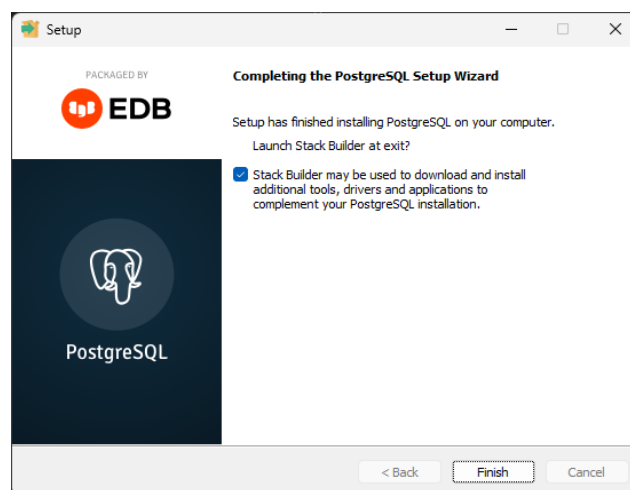 Setup
PACKAGED BY
EDB
PostgreSQL
Completing the PostgreSQL Setup Wizard
Setup has finished installing PostgreSQL on your computer.
Launch Stack Builder at exit?
Stack Builder may be used to download and install
additional tools, drivers and applications to
complement your PostgreSQL installation.
< Back
Finish
Cancel